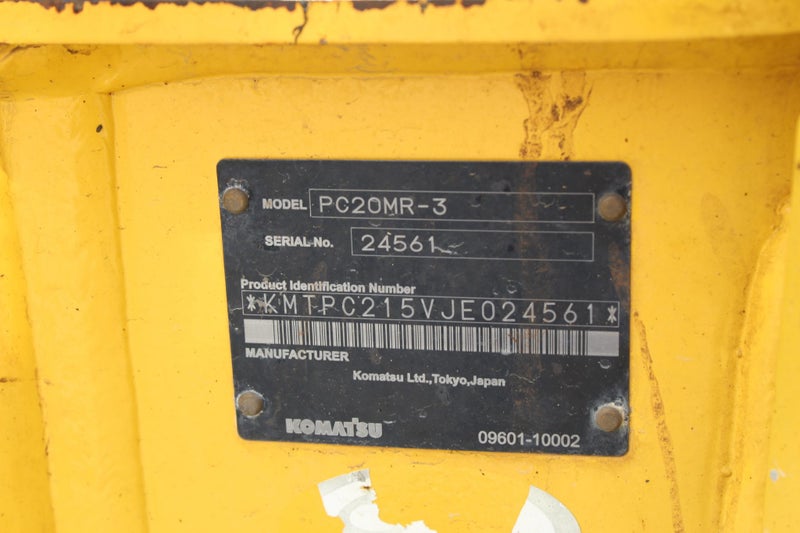 MODEL PC20MR-3
SERIAL No. 24561
Product Identification Number
*KMTPC215VJE024561*
MANUFACTURER
Komatsu Ltd.,Tokyo,Japan
KOMATSU
09601-10002